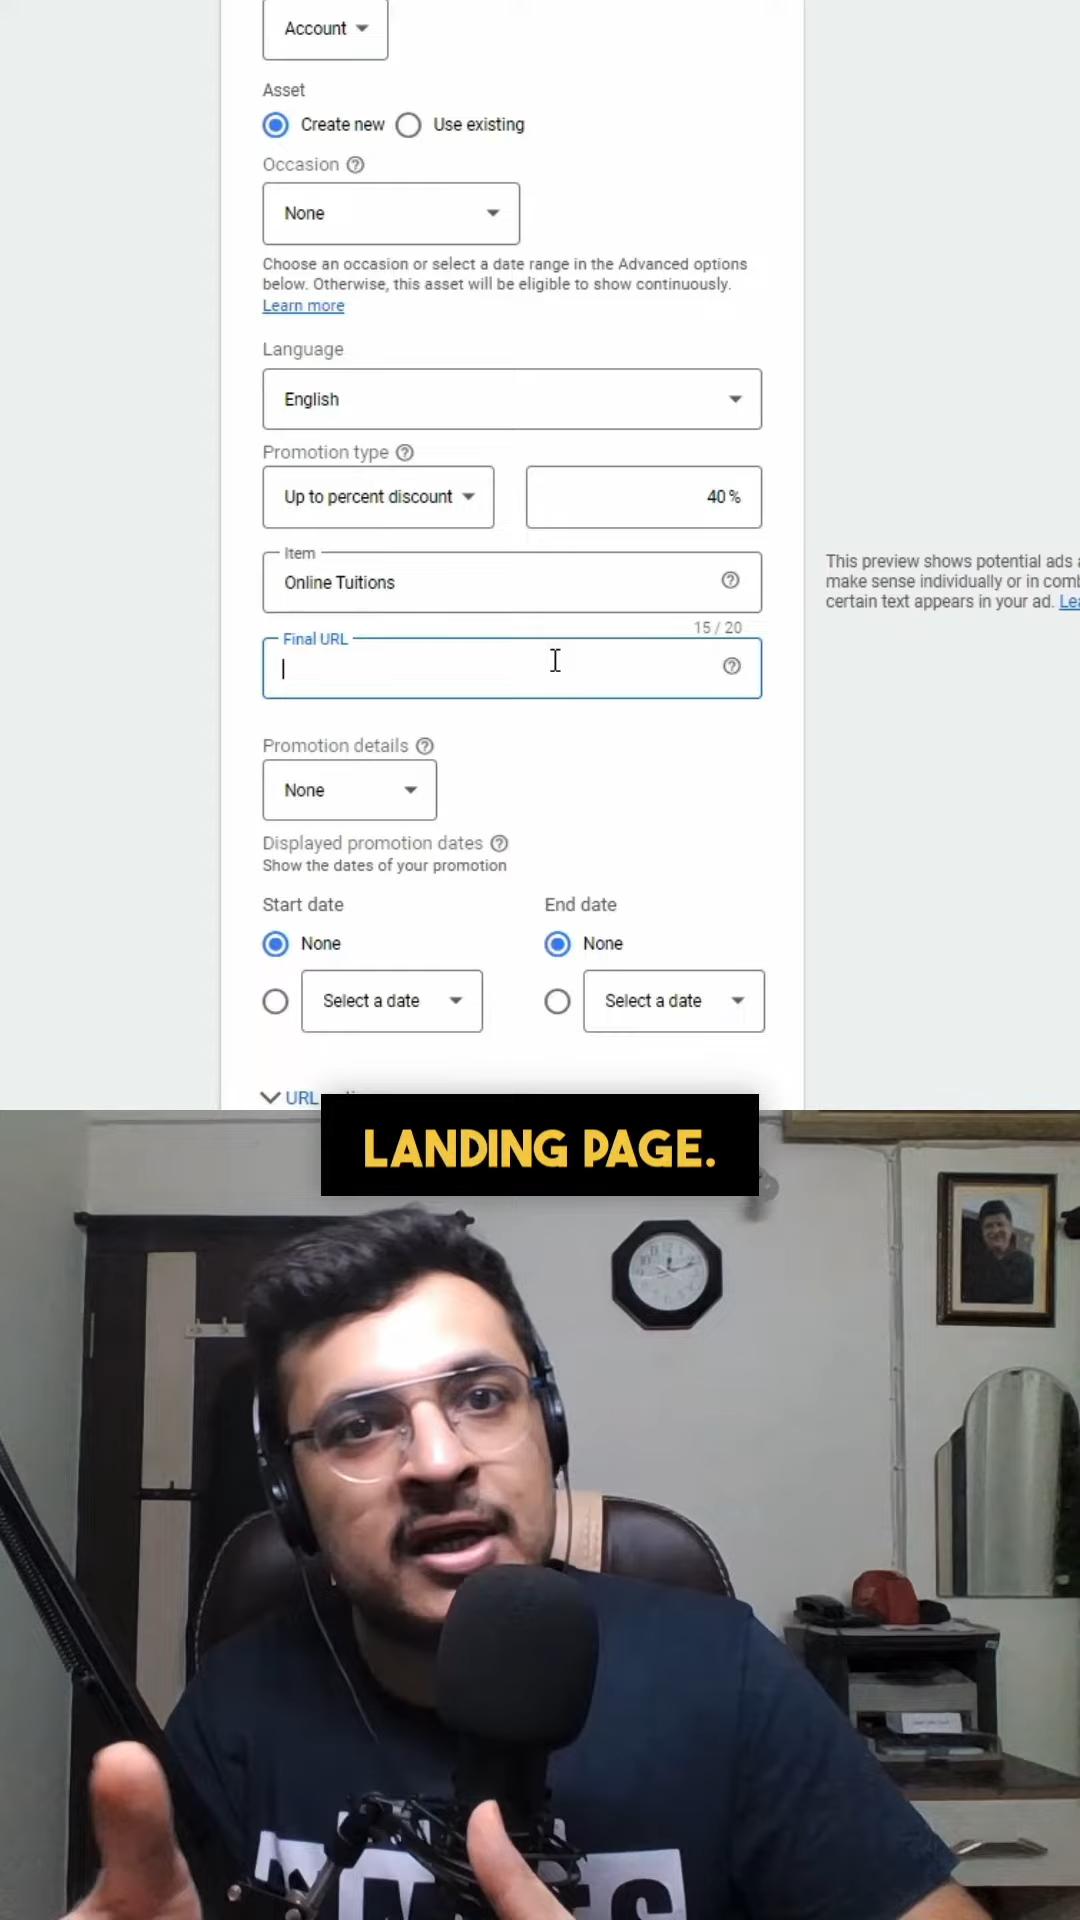 Account
Asset
Create new
Use existing
Occasion
None
Choose an occasion or select a date range in the Advanced options
below. Otherwise, this asset will be eligible to show continuously.
Learn more
Language
English
Promotion type
Up to percent discount
40 %
Item
Online Tuitions
15 / 20
Final URL
Promotion details
None
Displayed promotion dates
Show the dates of your promotion
Start date
End date
None
None
Select a date
Select a date
URL
This preview shows potential ads
make sense individually or in
certain text appears in your ad.
LANDING PAGE.